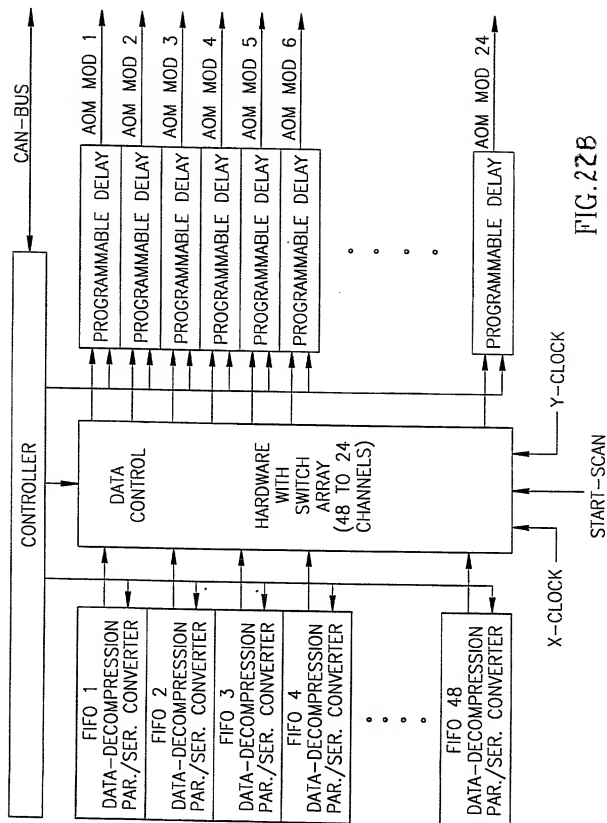 CONTROLLER
CAN-BUS
FIFO 1
DATA-DECOMPRESSION
PAR./SER. CONVERTER
FIFO 2
DATA-DECOMPRESSION
PAR./SER. CONVERTER
FIFO 3
DATA-DECOMPRESSION
PAR./SER. CONVERTER
FIFO 4
DATA-DECOMPRESSION
PAR./SER. CONVERTER
FIFO 48
DATA-DECOMPRESSION
PAR./SER. CONVERTER
DATA
CONTROL
HARDWARE
WITH
SWITCH
ARRAY
(48 TO 24
CHANNELS)
X-CLOCK
START-SCAN
Y-CLOCK
PROGRAMMABLE DELAY
AOM MOD 1
PROGRAMMABLE DELAY
AOM MOD 2
PROGRAMMABLE DELAY
AOM MOD 3
PROGRAMMABLE DELAY
AOM MOD 4
PROGRAMMABLE DELAY
AOM MOD 5
PROGRAMMABLE DELAY
AOM MOD 6
PROGRAMMABLE DELAY
AOM MOD 24
FIG.22B